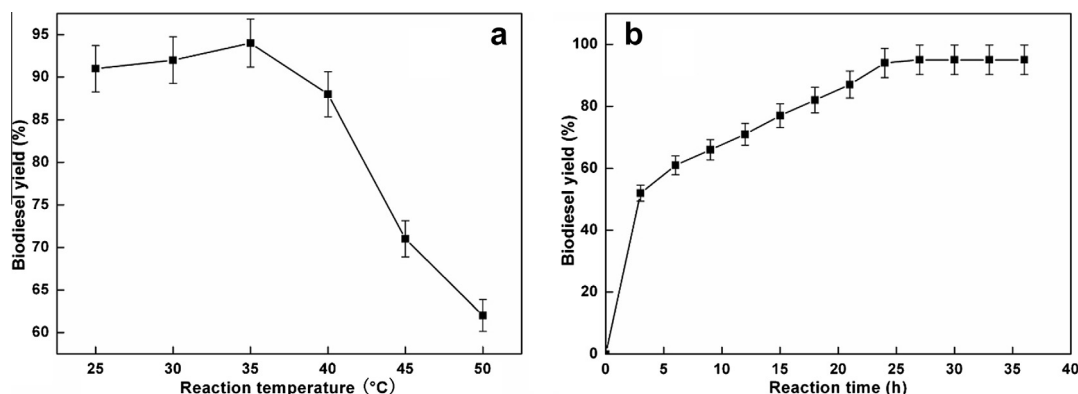 a
95
90
85
80
75
70
65
60
Biodiesel yield (%)
25 30 35 40 45 50
Reaction temperature (°C)
b
100
80
60
40
20
0
Biodiesel yield (%)
0 5 10 15 20 25 30 35 40
Reaction time (h)